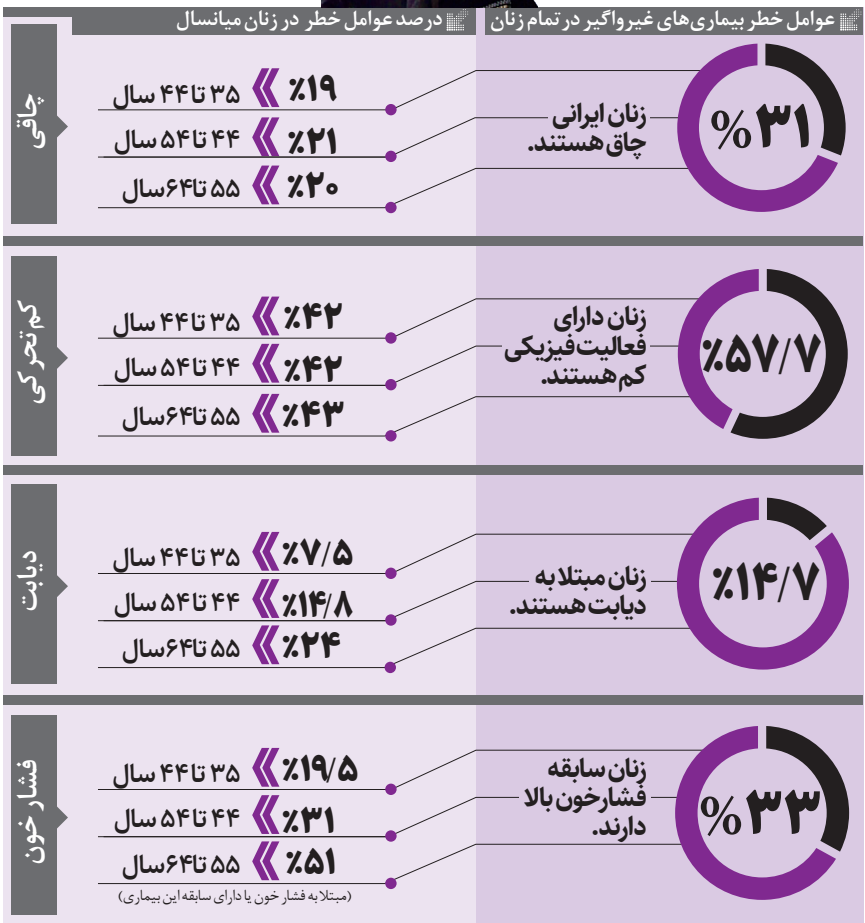 عوامل خطر بیماری‌های غیرواگیر در تمام زنان
درصد عوامل خطر در زنان میانسال
٪۳۱
زنان ایرانی
چاق هستند.
چاقی
٪۱۹ ۳۵ تا ۴۴ سال
٪۲۱ ۴۴ تا ۵۴ سال
٪۲۰ ۵۵ تا ۶۴ سال
٪۵۷/۷
زنان دارای
فعالیت فیزیکی
کم هستند.
کم تحرکی
٪۴۲ ۳۵ تا ۴۴ سال
٪۴۲ ۴۴ تا ۵۴ سال
٪۴۳ ۵۵ تا ۶۴ سال
٪۱۴/۷
زنان مبتلا به
دیابت هستند.
دیابت
٪۷/۵ ۳۵ تا ۴۴ سال
٪۱۴/۸ ۴۴ تا ۵۴ سال
٪۲۴ ۵۵ تا ۶۴ سال
٪۳۳
زنان سابقه
فشارخون بالا
دارند.
فشار خون
٪۱۹/۵ ۳۵ تا ۴۴ سال
٪۳۱ ۴۴ تا ۵۴ سال
٪۵۱ ۵۵ تا ۶۴ سال
(مبتلا به فشار خون یا دارای سابقه این بیماری)